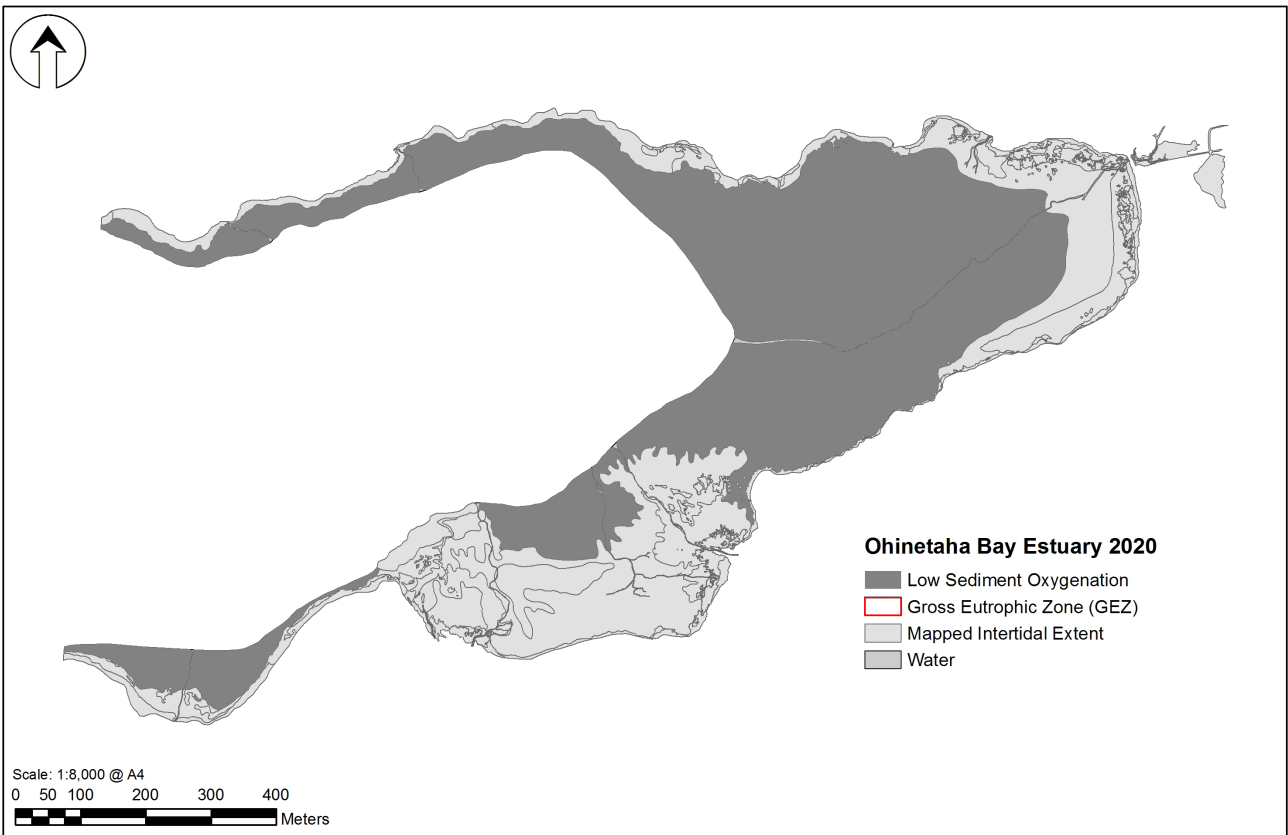 Ohinetaha Bay Estuary 2020
Low Sediment Oxygenation
Gross Eutrophic Zone (GEZ)
Mapped Intertidal Extent
Water
Scale: 1:8,000 @ A4
0 50 100 200 300 400
Meters